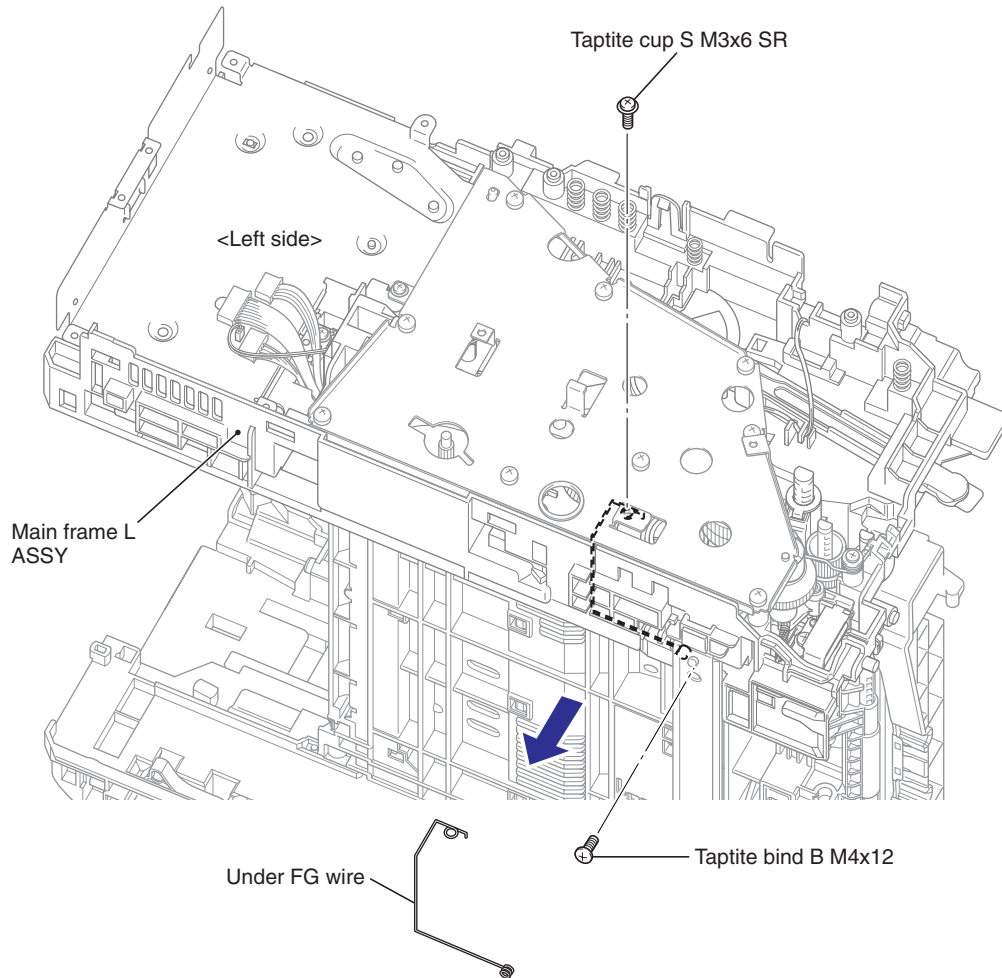 Taptite cup S M3x6 SR
<Left side>
Main frame L
ASSY
Taptite bind B M4x12
Under FG wire